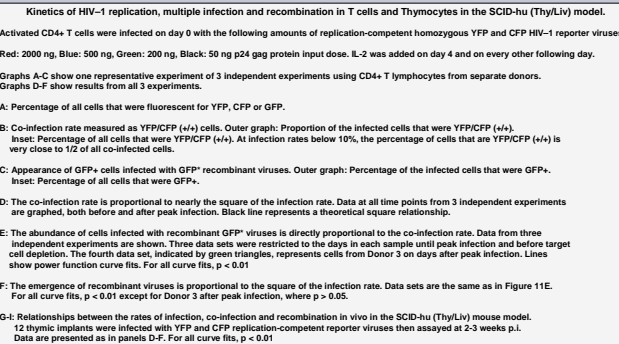 Kinetics of HIV–1 replication, multiple infection and recombination in T cells and Thymocytes in the SCID-hu (Thy/Liv) model.
Activated CD4+ T cells were infected on day 0 with the following amounts of replication-competent homozygous YFP and CFP HIV–1 reporter viruses
Red: 2000 ng, Blue: 500 ng, Green: 200 ng, Black: 50 ng p24 gag protein input dose. IL-2 was added on day 4 and on every other following day.
Graphs A-C show one representative experiment of 3 independent experiments using CD4+ T lymphocytes from separate donors.
Graphs D-F show results from all 3 experiments.
A: Percentage of all cells that were fluorescent for YFP, CFP or GFP.
B: Co-infection rate measured as YFP/CFP (+/+) cells. Outer graph: Proportion of the infected cells that were YFP/CFP (+/+).
Inset: Percentage of all cells that were YFP/CFP (+/+). At infection rates below 10%, the percentage of cells that are YFP/CFP (+/+) is
very close to 1/2 of all co-infected cells.
C: Appearance of GFP+ cells infected with GFP* recombinant viruses. Outer graph: Percentage of the infected cells that were GFP+.
Inset: Percentage of all cells that were GFP+.
D: The co-infection rate is proportional to nearly the square of the infection rate. Data at all time points from 3 independent experiments
are graphed, both before and after peak infection. Black line represents a theoretical square relationship.
E: The abundance of cells infected with recombinant GFP* viruses is directly proportional to the co-infection rate. Data from three
independent experiments are shown. Three data sets were restricted to the days in each sample until peak infection and before target
cell depletion. The fourth data set, indicated by green triangles, represents cells from Donor 3 on days after peak infection. Lines
show power function curve fits. For all curve fits, p < 0.01
F: The emergence of recombinant viruses is proportional to the square of the infection rate. Data sets are the same as in Figure 11E.
For all curve fits, p < 0.01 except for Donor 3 after peak infection, where p > 0.05.
G-I: Relationships between the rates of infection, co-infection and recombination in vivo in the SCID-hu (Thy/Liv) mouse model.
12 thymic implants were infected with YFP and CFP replication-competent reporter viruses then assayed at 2-3 weeks p.i.
Data are presented as in panels D-F. For all curve fits, p < 0.01